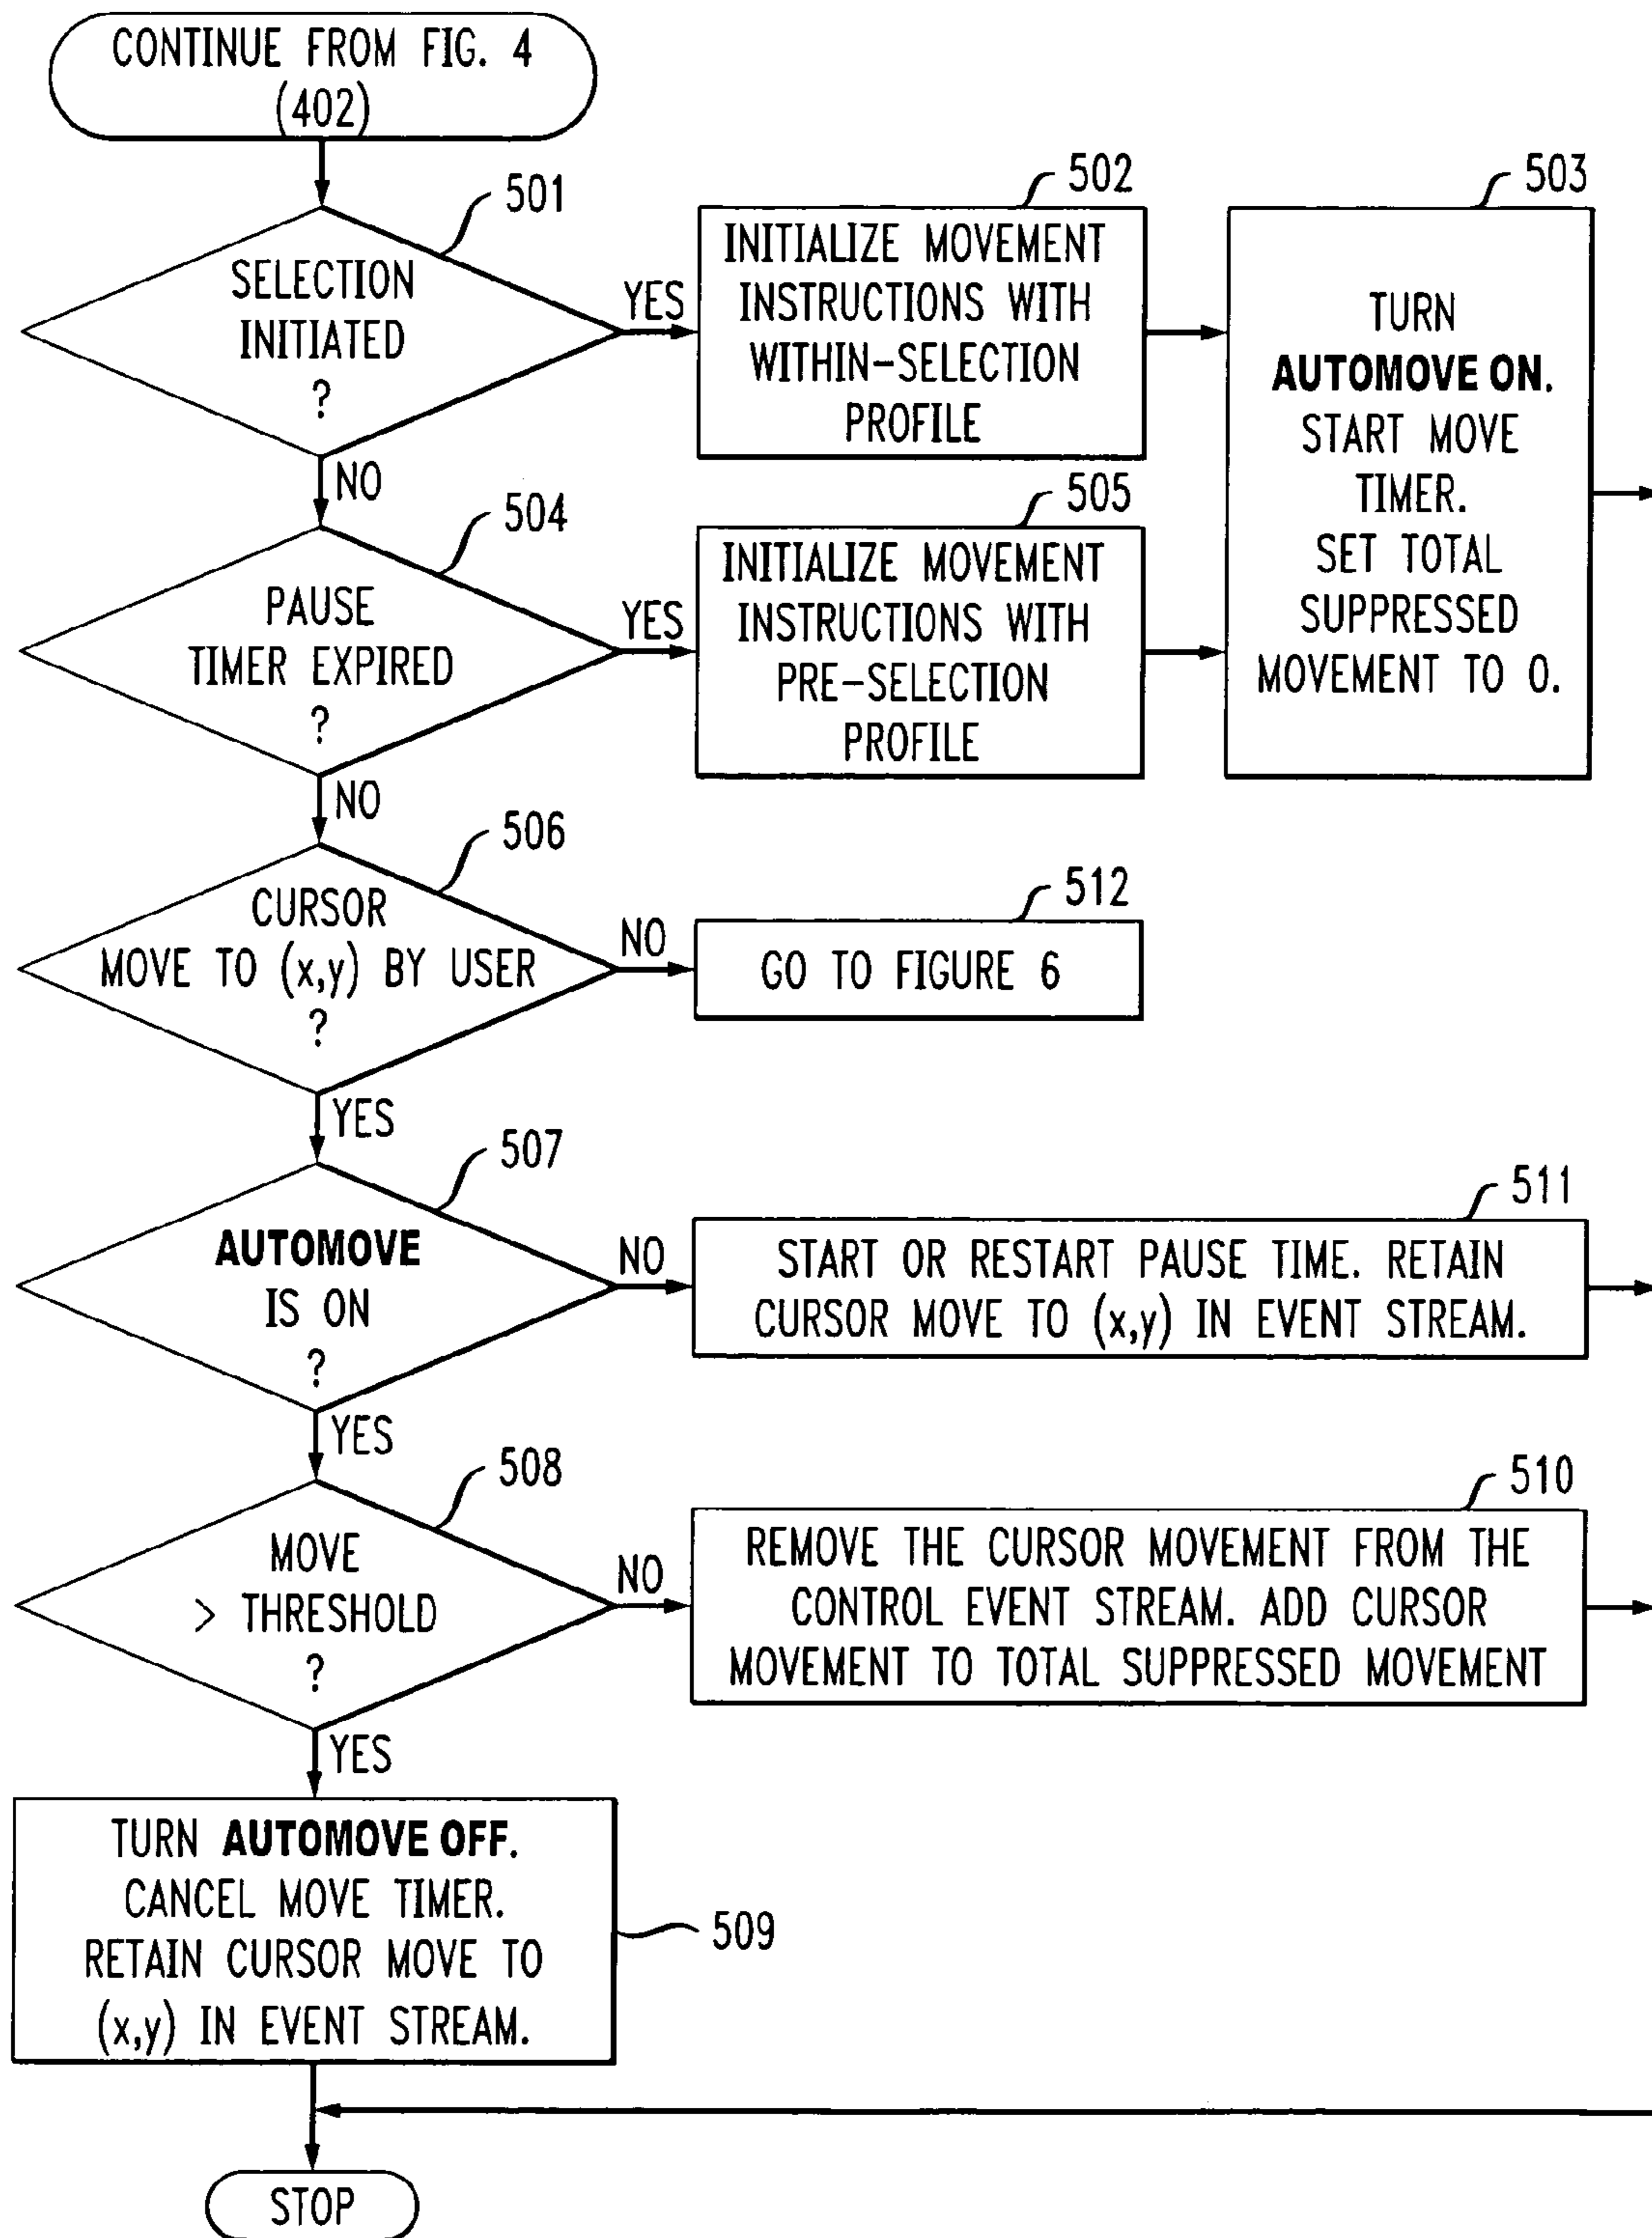 CONTINUE FROM FIG. 4
(402)
501
SELECTION
INITIATED
?
YES
NO
502
INITIALIZE MOVEMENT
INSTRUCTIONS WITH
WITHIN-SELECTION
PROFILE
503
TURN
AUTOMOVE ON.
START MOVE
TIMER.
SET TOTAL
SUPPRESSED
MOVEMENT TO 0.
504
PAUSE
TIMER EXPIRED
?
YES
NO
505
INITIALIZE MOVEMENT
INSTRUCTIONS WITH
PRE-SELECTION
PROFILE
506
CURSOR
MOVE TO (x,y) BY USER
?
NO
YES
512
GO TO FIGURE 6
507
AUTOMOVE
IS ON
?
NO
YES
511
START OR RESTART PAUSE TIME. RETAIN
CURSOR MOVE TO (x,y) IN EVENT STREAM.
508
MOVE
> THRESHOLD
?
NO
YES
510
REMOVE THE CURSOR MOVEMENT FROM THE
CONTROL EVENT STREAM. ADD CURSOR
MOVEMENT TO TOTAL SUPPRESSED MOVEMENT
TURN AUTOMOVE OFF.
CANCEL MOVE TIMER.
RETAIN CURSOR MOVE TO
(x,y) IN EVENT STREAM.
509
STOP